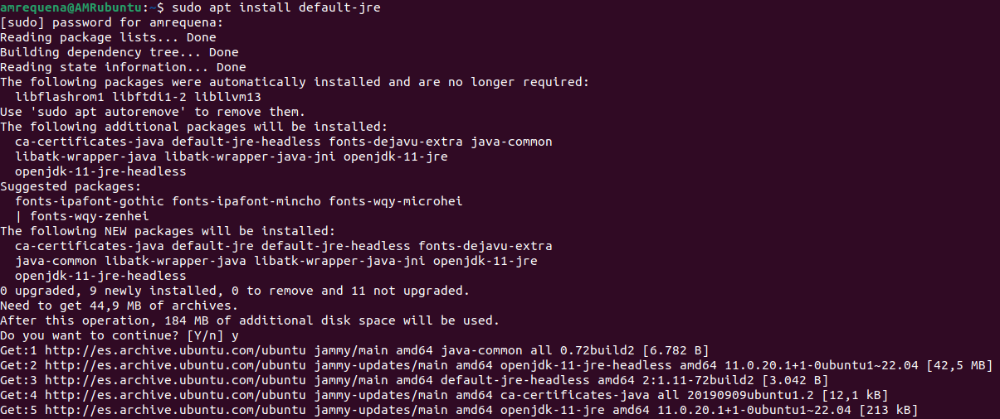 amrequena@AMRubuntu:~$ sudo apt install default-jre
[sudo] password for amrequena:
Reading package lists... Done
Building dependency tree... Done
Reading state information... Done
The following packages were automatically installed and are no longer required:
  libflashrom1 libftdi1-2 libllvm13
Use 'sudo apt autoremove' to remove them.
The following additional packages will be installed:
  ca-certificates-java default-jre-headless fonts-dejavu-extra java-common
  libatk-wrapper-java libatk-wrapper-java-jni openjdk-11-jre
  openjdk-11-jre-headless
Suggested packages:
  fonts-ipafont-gothic fonts-ipafont-mincho fonts-wqy-microhei
  | fonts-wqy-zenhei
The following NEW packages will be installed:
  ca-certificates-java default-jre default-jre-headless fonts-dejavu-extra
  java-common libatk-wrapper-java libatk-wrapper-java-jni openjdk-11-jre
  openjdk-11-jre-headless
0 upgraded, 9 newly installed, 0 to remove and 11 not upgraded.
Need to get 44,9 MB of archives.
After this operation, 184 MB of additional disk space will be used.
Do you want to continue? [Y/n] y
Get:1 http://es.archive.ubuntu.com/ubuntu jammy/main amd64 java-common all 0.72build2 [6.782 B]
Get:2 http://es.archive.ubuntu.com/ubuntu jammy-updates/main amd64 openjdk-11-jre-headless amd64 11.0.20.1+1-0ubuntu1~22.04 [42,5 MB]
Get:3 http://es.archive.ubuntu.com/ubuntu jammy/main amd64 default-jre-headless amd64 2:1.11-72build2 [3.042 B]
Get:4 http://es.archive.ubuntu.com/ubuntu jammy-updates/main amd64 ca-certificates-java all 20190909ubuntu1.2 [12,1 kB]
Get:5 http://es.archive.ubuntu.com/ubuntu jammy-updates/main amd64 openjdk-11-jre amd64 11.0.20.1+1-0ubuntu1~22.04 [213 kB]